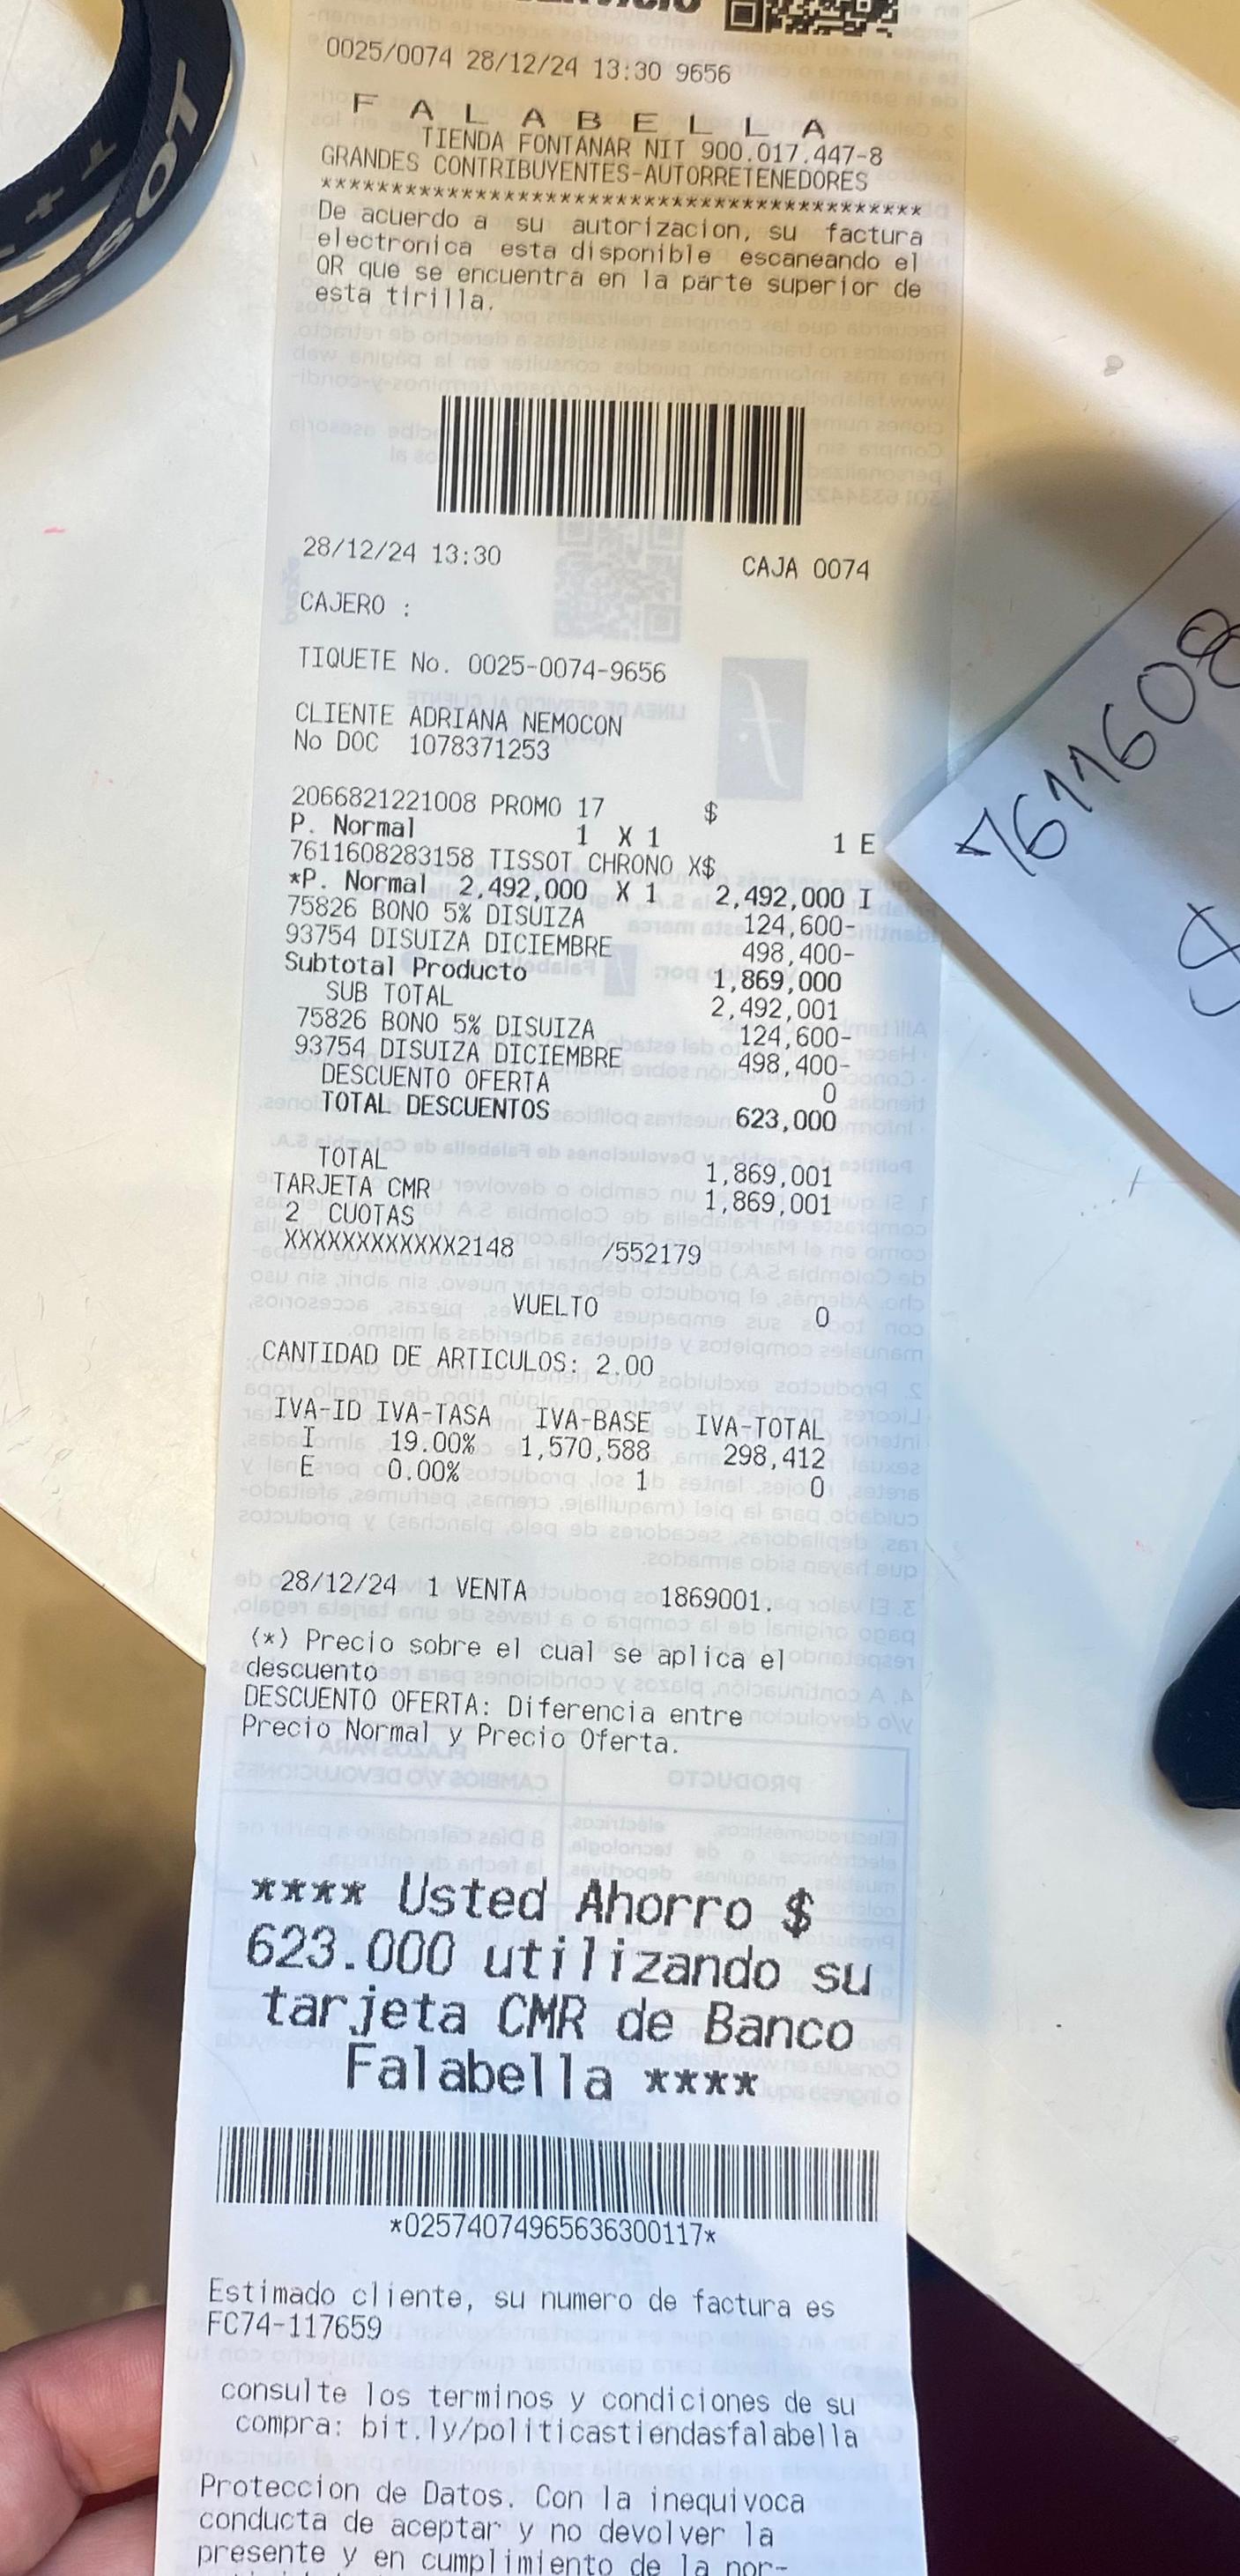 0025/0074 28/12/24 13:30 9656
F A L A B E L L A
TIENDA FONTANAR NIT 900.017.447-8
GRANDES CONTRIBUYENTES-AUTORRETENEDORES
*******************************************
De acuerdo a su autorizacion, su factura
electronica esta disponible escaneando el
QR que se encuentra en la parte superior de
esta tirilla.
28/12/24 13:30 CAJA 0074
CAJERO :
TIQUETE No. 0025-0074-9656
CLIENTE ADRIANA NEMOCON
No DOC 1078371253
2066821221008 PROMO 17 $
P. Normal 1 X 1 1 E
7611608283158 TISSOT CHRONO X$
*P. Normal 2,492,000 X 1 2,492,000 I
75826 BONO 5% DISUIZA 124,600-
93754 DISUIZA DICIEMBRE 498,400-
Subtotal Producto 1,869,000
SUB TOTAL 2,492,001
75826 BONO 5% DISUIZA 124,600-
93754 DISUIZA DICIEMBRE 498,400-
DESCUENTO OFERTA 0
TOTAL DESCUENTOS 623,000
TOTAL 1,869,001
TARJETA CMR 1,869,001
2 CUOTAS
XXXXXXXXXXXX2148 /552179
VUELTO 0
CANTIDAD DE ARTICULOS: 2.00
IVA-ID IVA-TASA IVA-BASE IVA-TOTAL
I 19.00% 1,570,588 298,412
E 0.00% 1 0
28/12/24 1 VENTA 1869001.
(*) Precio sobre el cual se aplica el
descuento
DESCUENTO OFERTA: Diferencia entre
Precio Normal y Precio Oferta.
**** Usted Ahorro $
623.000 utilizando su
tarjeta CMR de Banco
Falabella ****
*02574074965636300117*
Estimado cliente, su numero de factura es
FC74-117659
consulte los terminos y condiciones de su
compra: bit.ly/politicastiendasfalabella
Proteccion de Datos. Con la inequivoca
conducta de aceptar y no devolver la
presente y en cumplimiento de la nor-
7611608